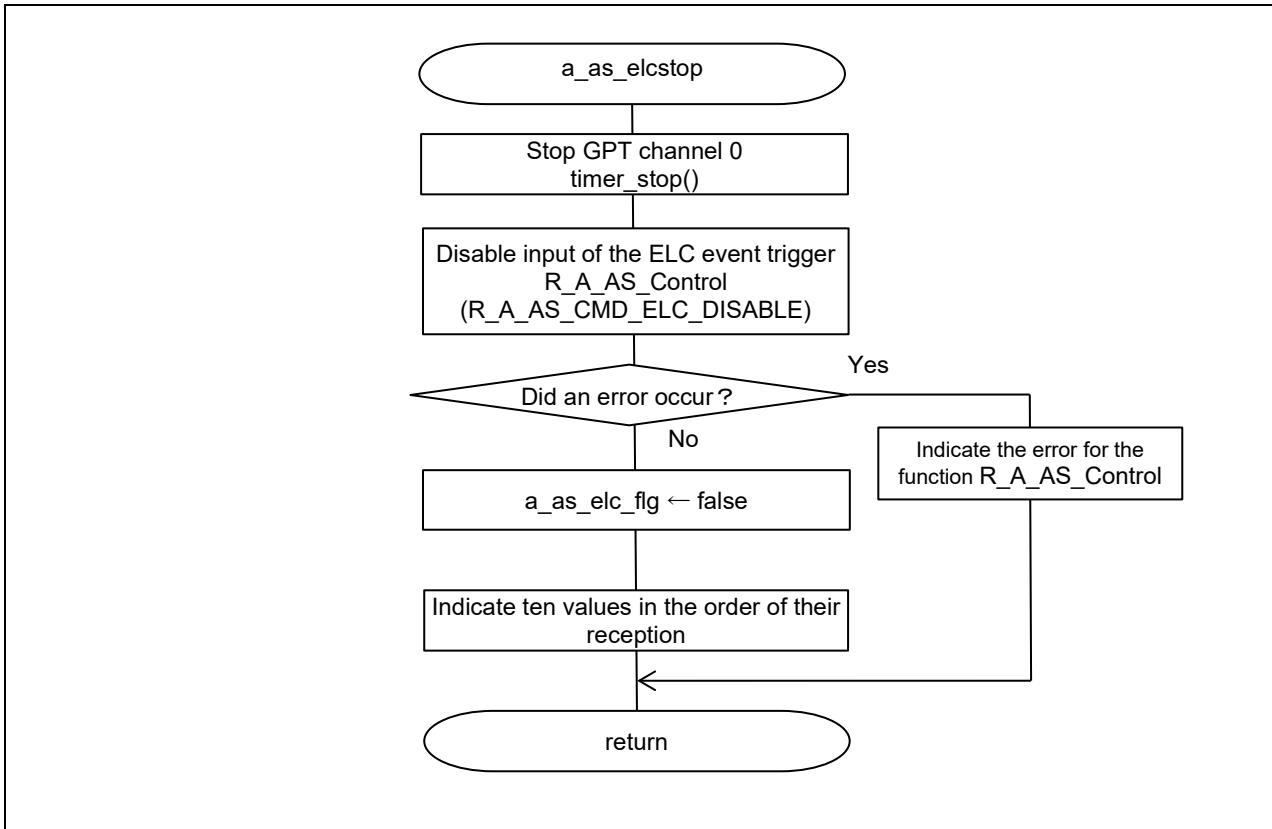 a_as_elcstop
Stop GPT channel 0
timer_stop()
Disable input of the ELC event trigger
R_A_AS_Control
(R_A_AS_CMD_ELC_DISABLE)
Yes
Did an error occur？
No
Indicate the error for the
function R_A_AS_Control
a_as_elc_flg ← false
Indicate ten values in the order of their
reception
return